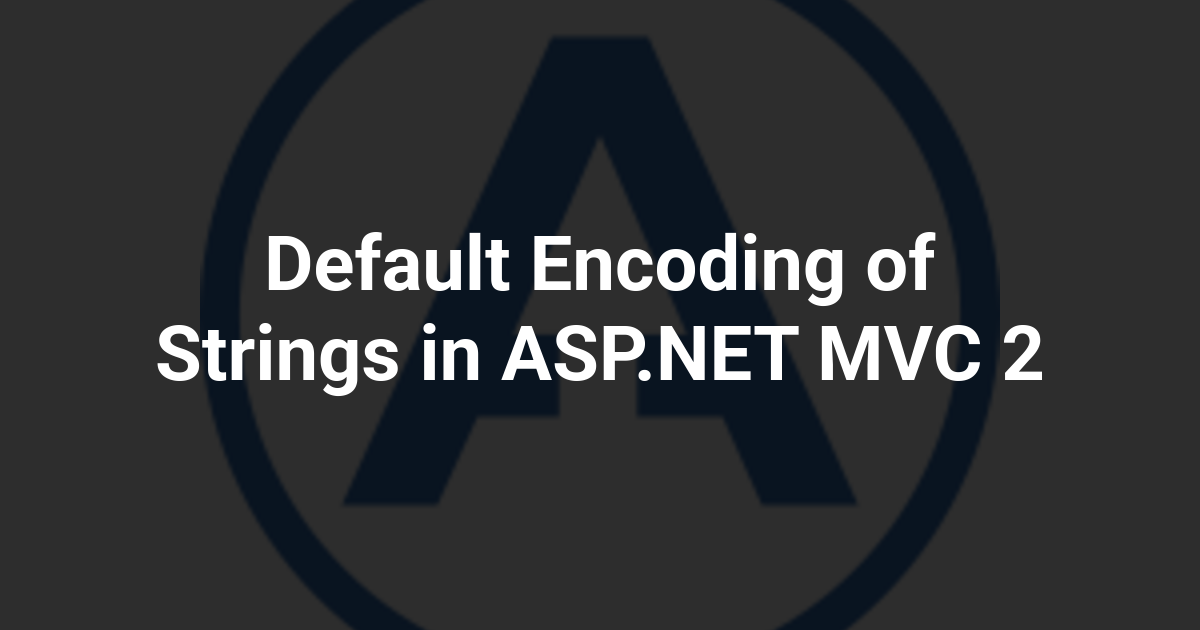 Default Encoding of
Strings in ASP.NET MVC 2